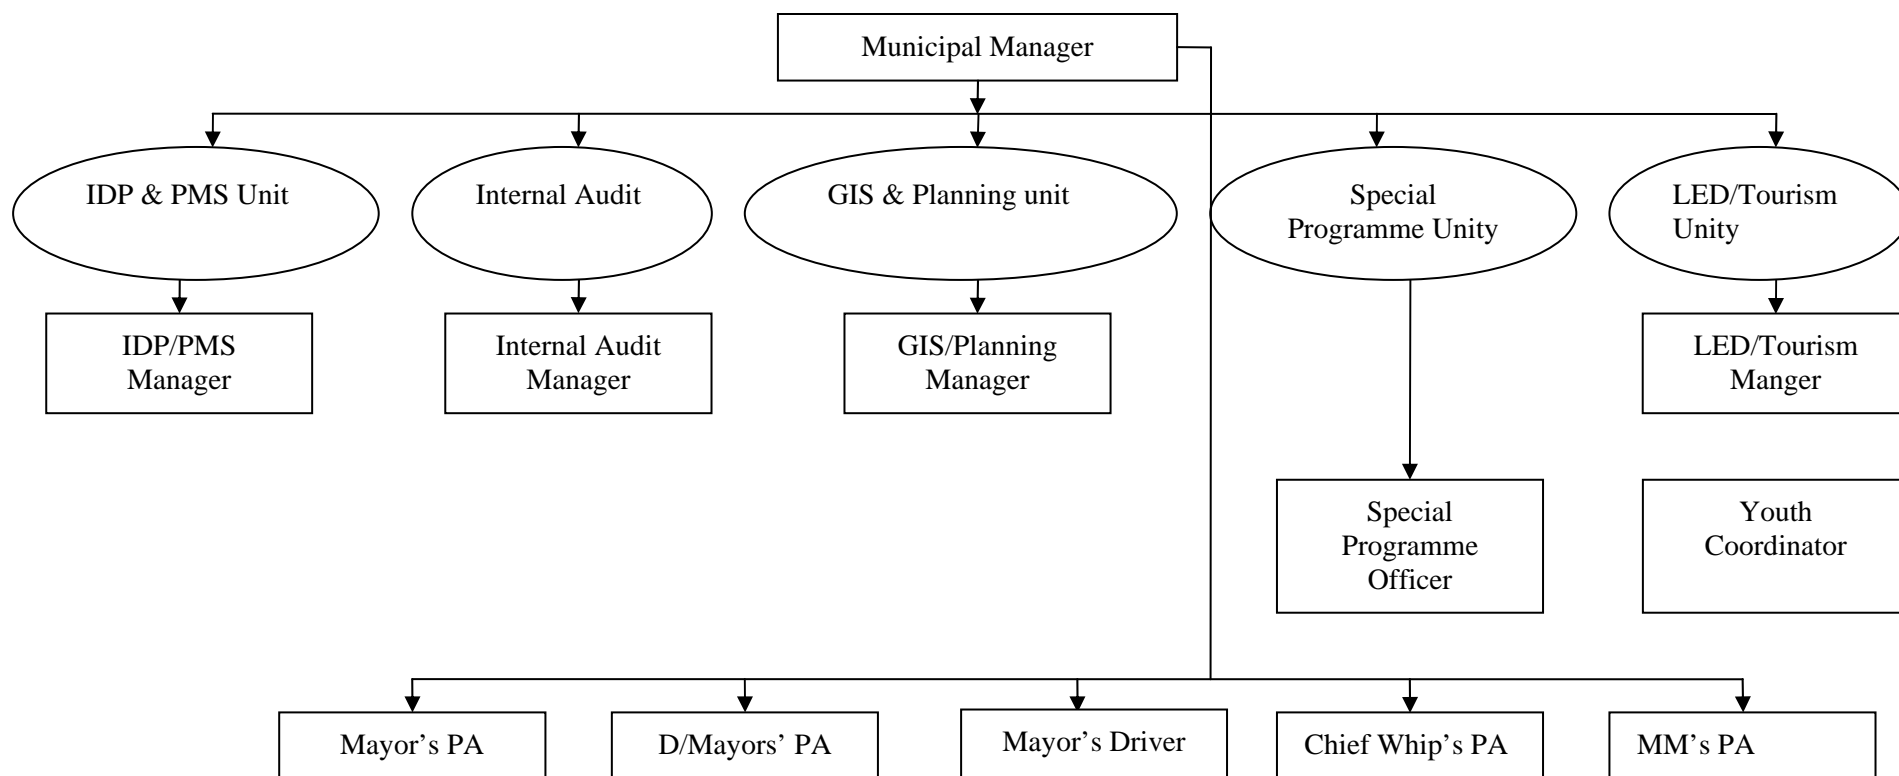 Municipal Manager
IDP & PMS Unit
Internal Audit
GIS & Planning unit
Special
Programme Unity
LED/Tourism
Unity
IDP/PMS
Manager
Internal Audit
Manager
GIS/Planning
Manager
LED/Tourism
Manger
Special
Programme
Officer
Youth
Coordinator
Mayor's PA
D/Mayors' PA
Mayor's Driver
Chief Whip's PA
MM's PA